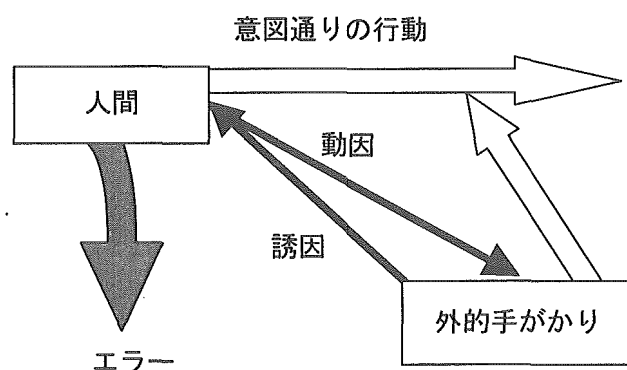 意図通りの行動
人間
動因
誘因
外的手がかり
エラー